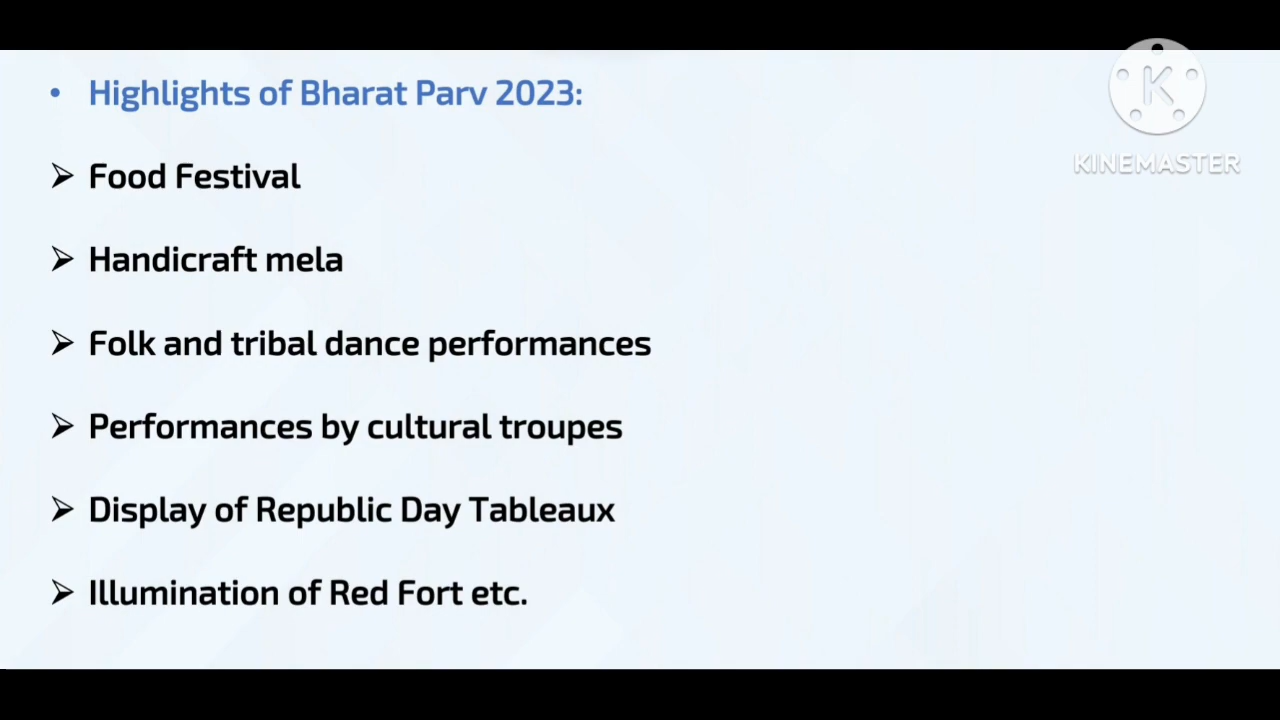 • Highlights of Bharat Parv 2023:
➢ Food Festival
➢ Handicraft mela
➢ Folk and tribal dance performances
➢ Performances by cultural troupes
➢ Display of Republic Day Tableaux
➢ Illumination of Red Fort etc.
K
KINEMASTER